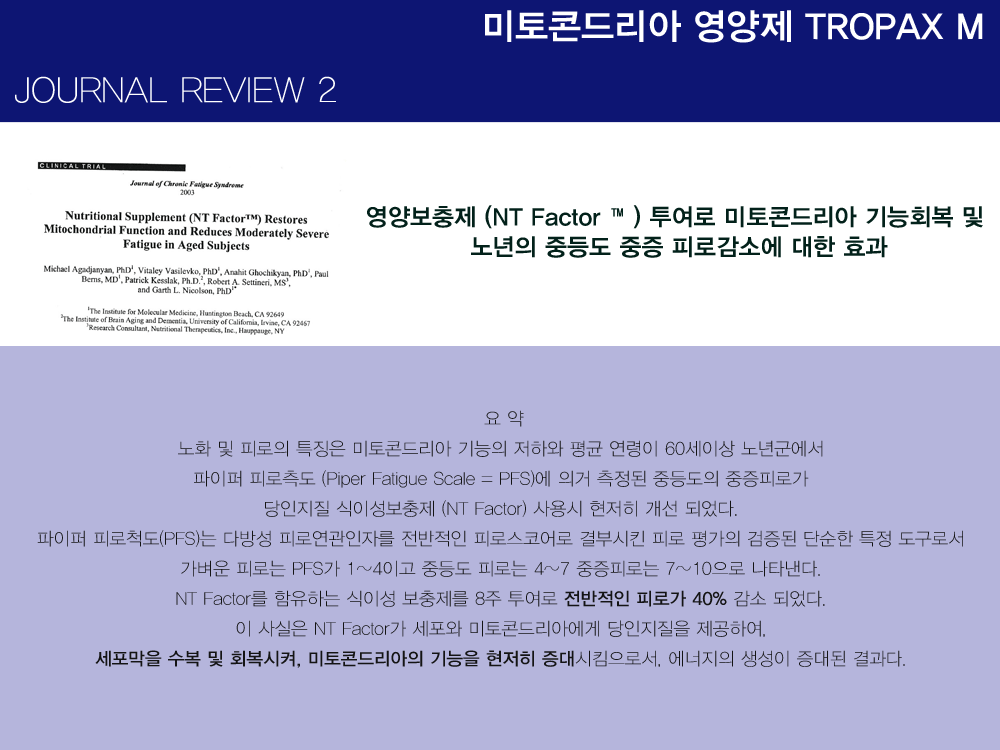 미토콘드리아 영양제 TROPAX M
JOURNAL REVIEW 2
CLINICAL TRIAL
Journal of Chronic Fatigue Syndrome
2003
Nutritional Supplement (NT Factor™) Restores
Mitochondrial Function and Reduces Moderately Severe
Fatigue in Aged Subjects
Michael Agadjanyan, PhD¹, Vitaley Vasilevko, PhD¹, Anahit Ghochikyan, PhD¹, Paul
Berns, MD¹, Patrick Kesslak, Ph.D.², Robert A. Settineri, MS³,
and Garth L. Nicolson, PhD¹*
¹The Institute for Molecular Medicine, Huntington Beach, CA 92649
²The Institute of Brain Aging and Dementia, University of California, Irvine, CA 92467
³Research Consultant, Nutritional Therapeutics, Inc., Hauppauge, NY
영양보충제 (NT Factor ™ ) 투여로 미토콘드리아 기능회복 및
노년의 중등도 중증 피로감소에 대한 효과
요 약
노화 및 피로의 특징은 미토콘드리아 기능의 저하와 평균 연령이 60세이상 노년군에서
파이퍼 피로측도 (Piper Fatigue Scale = PFS)에 의거 측정된 중등도의 중증피로가
당인지질 식이성보충제 (NT Factor) 사용시 현저히 개선 되었다.
파이퍼 피로척도(PFS)는 다방성 피로연관인자를 전반적인 피로스코어로 결부시킨 피로 평가의 검증된 단순한 특정 도구로서
가벼운 피로는 PFS가 1~4이고 중등도 피로는 4~7 중증피로는 7~10으로 나타낸다.
NT Factor를 함유하는 식이성 보충제를 8주 투여로 전반적인 피로가 40% 감소 되었다.
이 사실은 NT Factor가 세포와 미토콘드리아에게 당인지질을 제공하여,
세포막을 수복 및 회복시켜, 미토콘드리아의 기능을 현저히 증대시킴으로서, 에너지의 생성이 증대된 결과다.